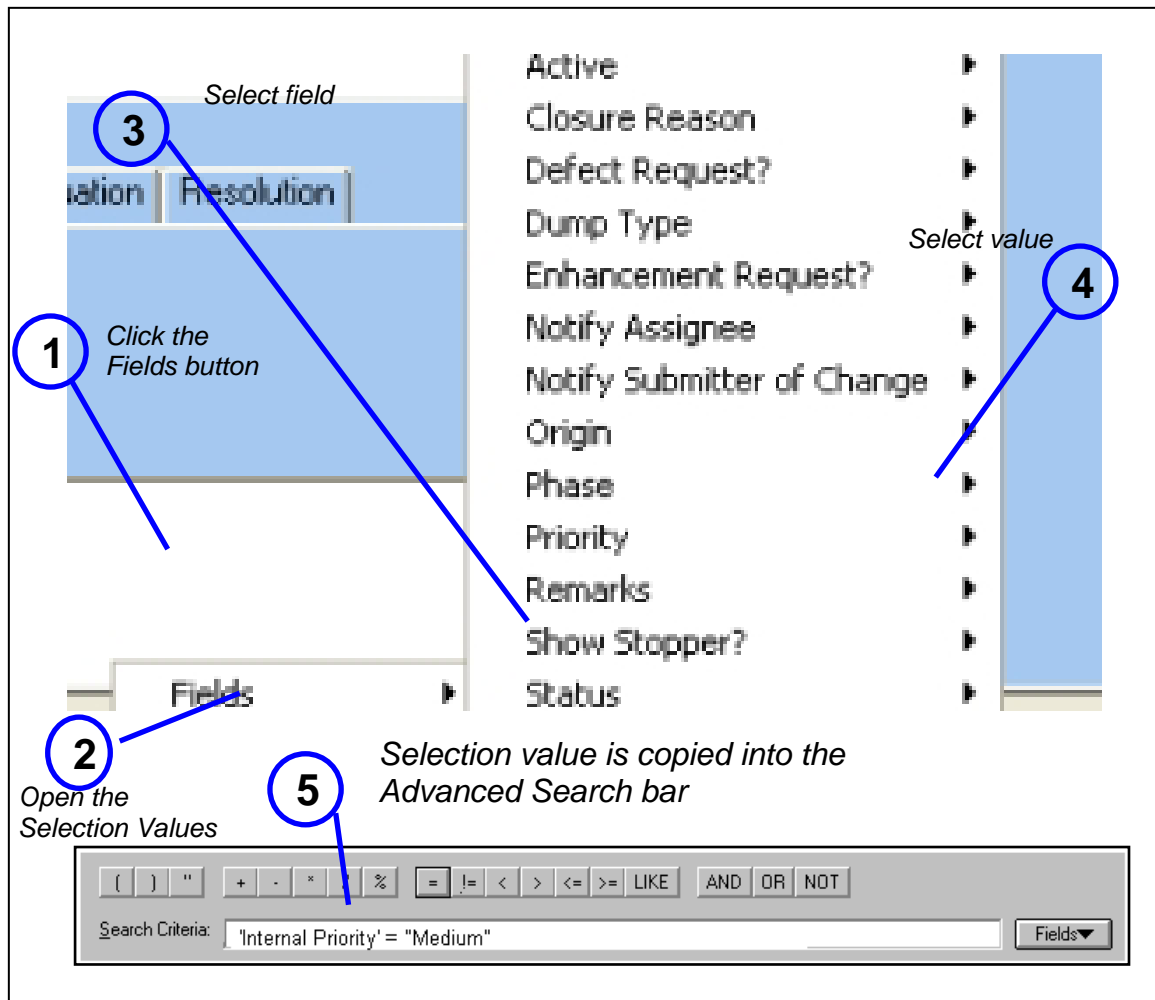 Active
Select field
Closure Reason
3
Defect Request?
uation Resolution
Dump Type
Select value
Enhancement Request?
4
Notify Assignee
1
Click the
Fields button
Notify Submitter of Change
Origin
Phase
Priority
Remarks
Show Stopper?
Fields
Status
2
Open the
Selection Values
5
Selection value is copied into the
Advanced Search bar
( ) " + - * / % = != < > <= >= LIKE AND OR NOT
Search Criteria: 'Internal Priority' = "Medium" Fields▼